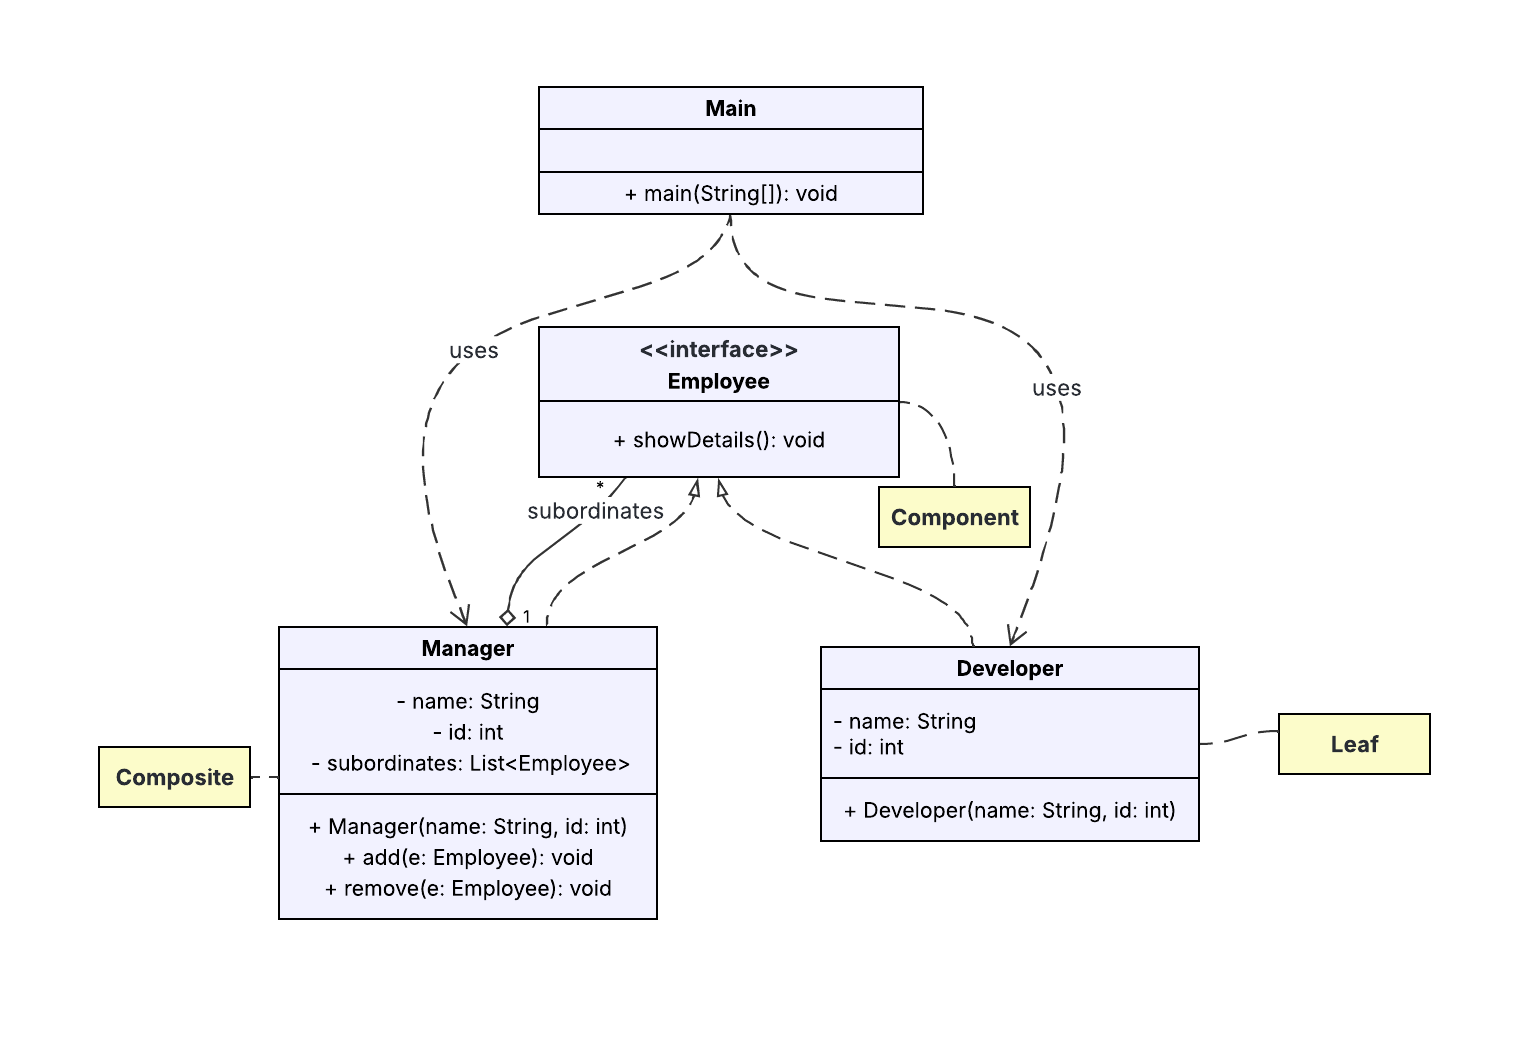 Main
+ main(String[]): void
uses
<<interface>>
Employee
+ showDetails(): void
uses
*
subordinates
Component
1
Manager
- name: String
- id: int
- subordinates: List<Employee>
+ Manager(name: String, id: int)
+ add(e: Employee): void
+ remove(e: Employee): void
Composite
Developer
- name: String
- id: int
+ Developer(name: String, id: int)
Leaf